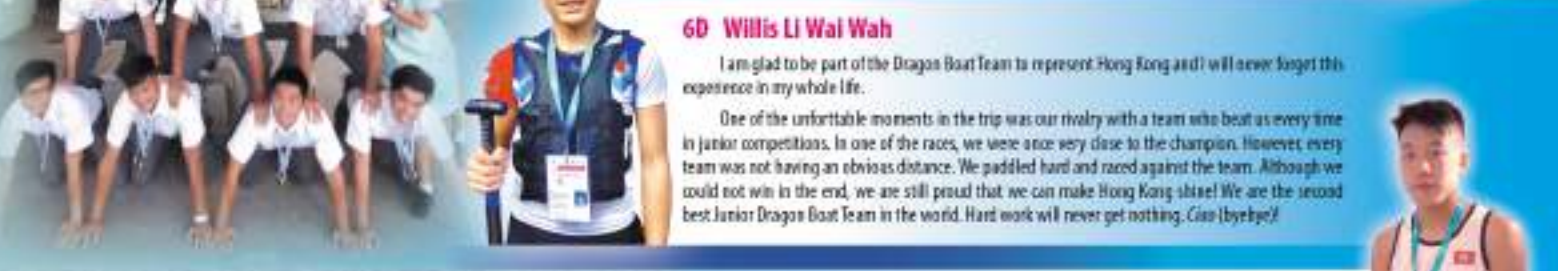 6D Willis Li Wai Wah
I am glad to be part of the Dragon Boat Team to represent Hong Kong and I will never forget this
experience in my whole life.
One of the unforttable moments in the trip was our rivalry with a team who beat us every time
in junior competitions. In one of the races, we were once very close to the champion. However, every
team was not having an obvious distance. We paddled hard and raced against the team. Although we
could not win in the end, we are still proud that we can make Hong Kong shine! We are the second
best Junior Dragon Boat Team in the world. Hard work will never get nothing. Ciao (byebye)!